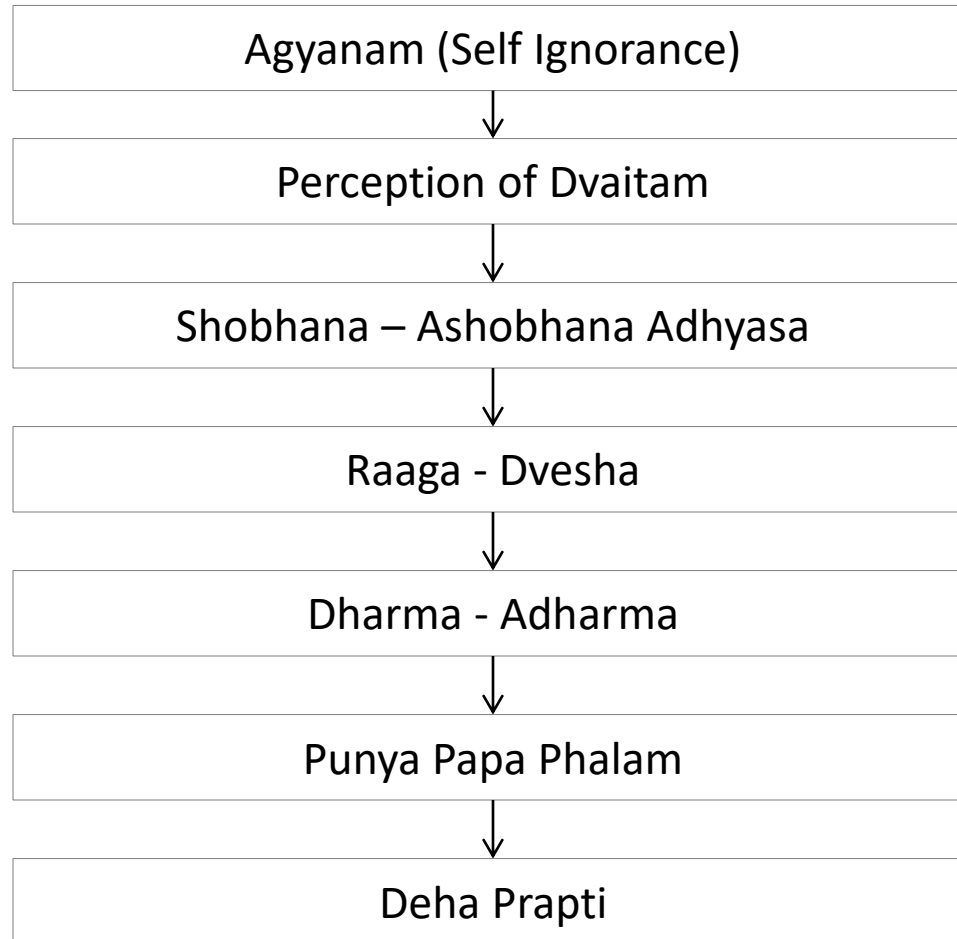 Agyanam (Self Ignorance)
Perception of Dvaitam
Shobhana – Ashobhana Adhyasa
Raaga - Dvesha
Dharma - Adharma
Punya Papa Phalam
Deha Prapti